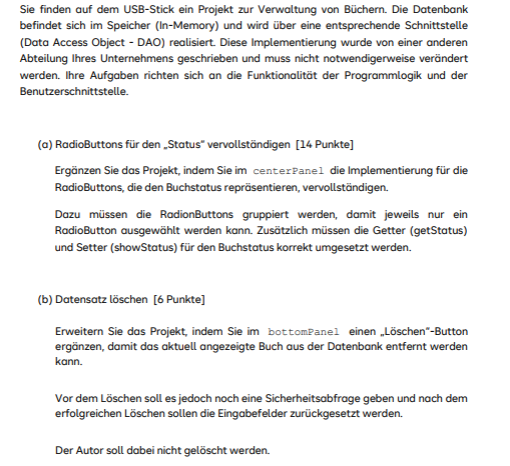 Sie finden auf dem USB-Stick ein Projekt zur Verwaltung von Büchern. Die Datenbank
befindet sich im Speicher (In-Memory) und wird über eine entsprechende Schnittstelle
(Data Access Object - DAO) realisiert. Diese Implementierung wurde von einer anderen
Abteilung Ihres Unternehmens geschrieben und muss nicht notwendigerweise verändert
werden. Ihre Aufgaben richten sich an die Funktionalität der Programmlogik und der
Benutzerschnittstelle.
(a) RadioButtons für den „Status“ vervollständigen [14 Punkte]
Ergänzen Sie das Projekt, indem Sie im centerPanel die Implementierung für die
RadioButtons, die den Buchstatus repräsentieren, vervollständigen.
Dazu müssen die RadionButtons gruppiert werden, damit jeweils nur ein
RadioButton ausgewählt werden kann. Zusätzlich müssen die Getter (getStatus)
und Setter (showStatus) für den Buchstatus korrekt umgesetzt werden.
(b) Datensatz löschen [6 Punkte]
Erweitern Sie das Projekt, indem Sie im bottomPanel einen „Löschen“-Button
ergänzen, damit das aktuell angezeigte Buch aus der Datenbank entfernt werden
kann.
Vor dem Löschen soll es jedoch noch eine Sicherheitsabfrage geben und nach dem
erfolgreichen Löschen sollen die Eingabefelder zurückgesetzt werden.
Der Autor soll dabei nicht gelöscht werden.